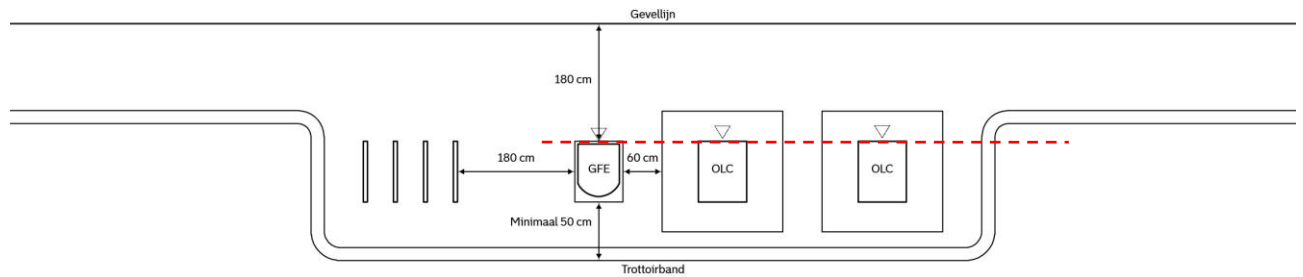 Gevellijn
180 cm
180 cm
GFE
60 cm
OLC
OLC
Minimaal 50 cm
Trottoirband